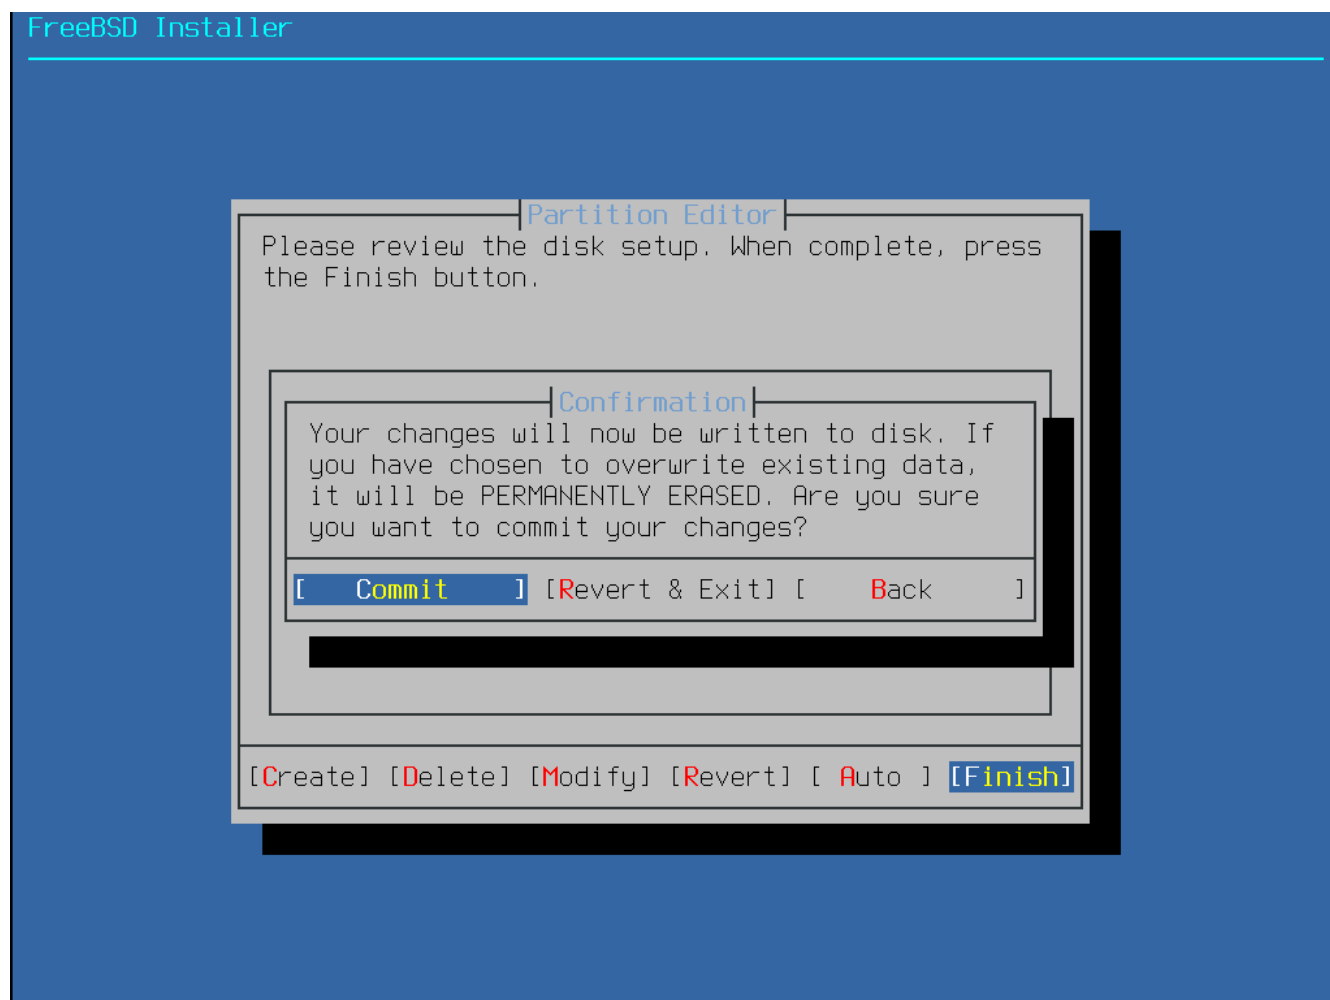 FreeBSD Installer
Partition Editor
Please review the disk setup. When complete, press
the Finish button.
Confirmation
Your changes will now be written to disk. If
you have chosen to overwrite existing data,
it will be PERMANENTLY ERASED. Are you sure
you want to commit your changes?
[ Commit ] [Revert & Exit] [ Back ]
[Create] [Delete] [Modify] [Revert] [ Auto ] [Finish]